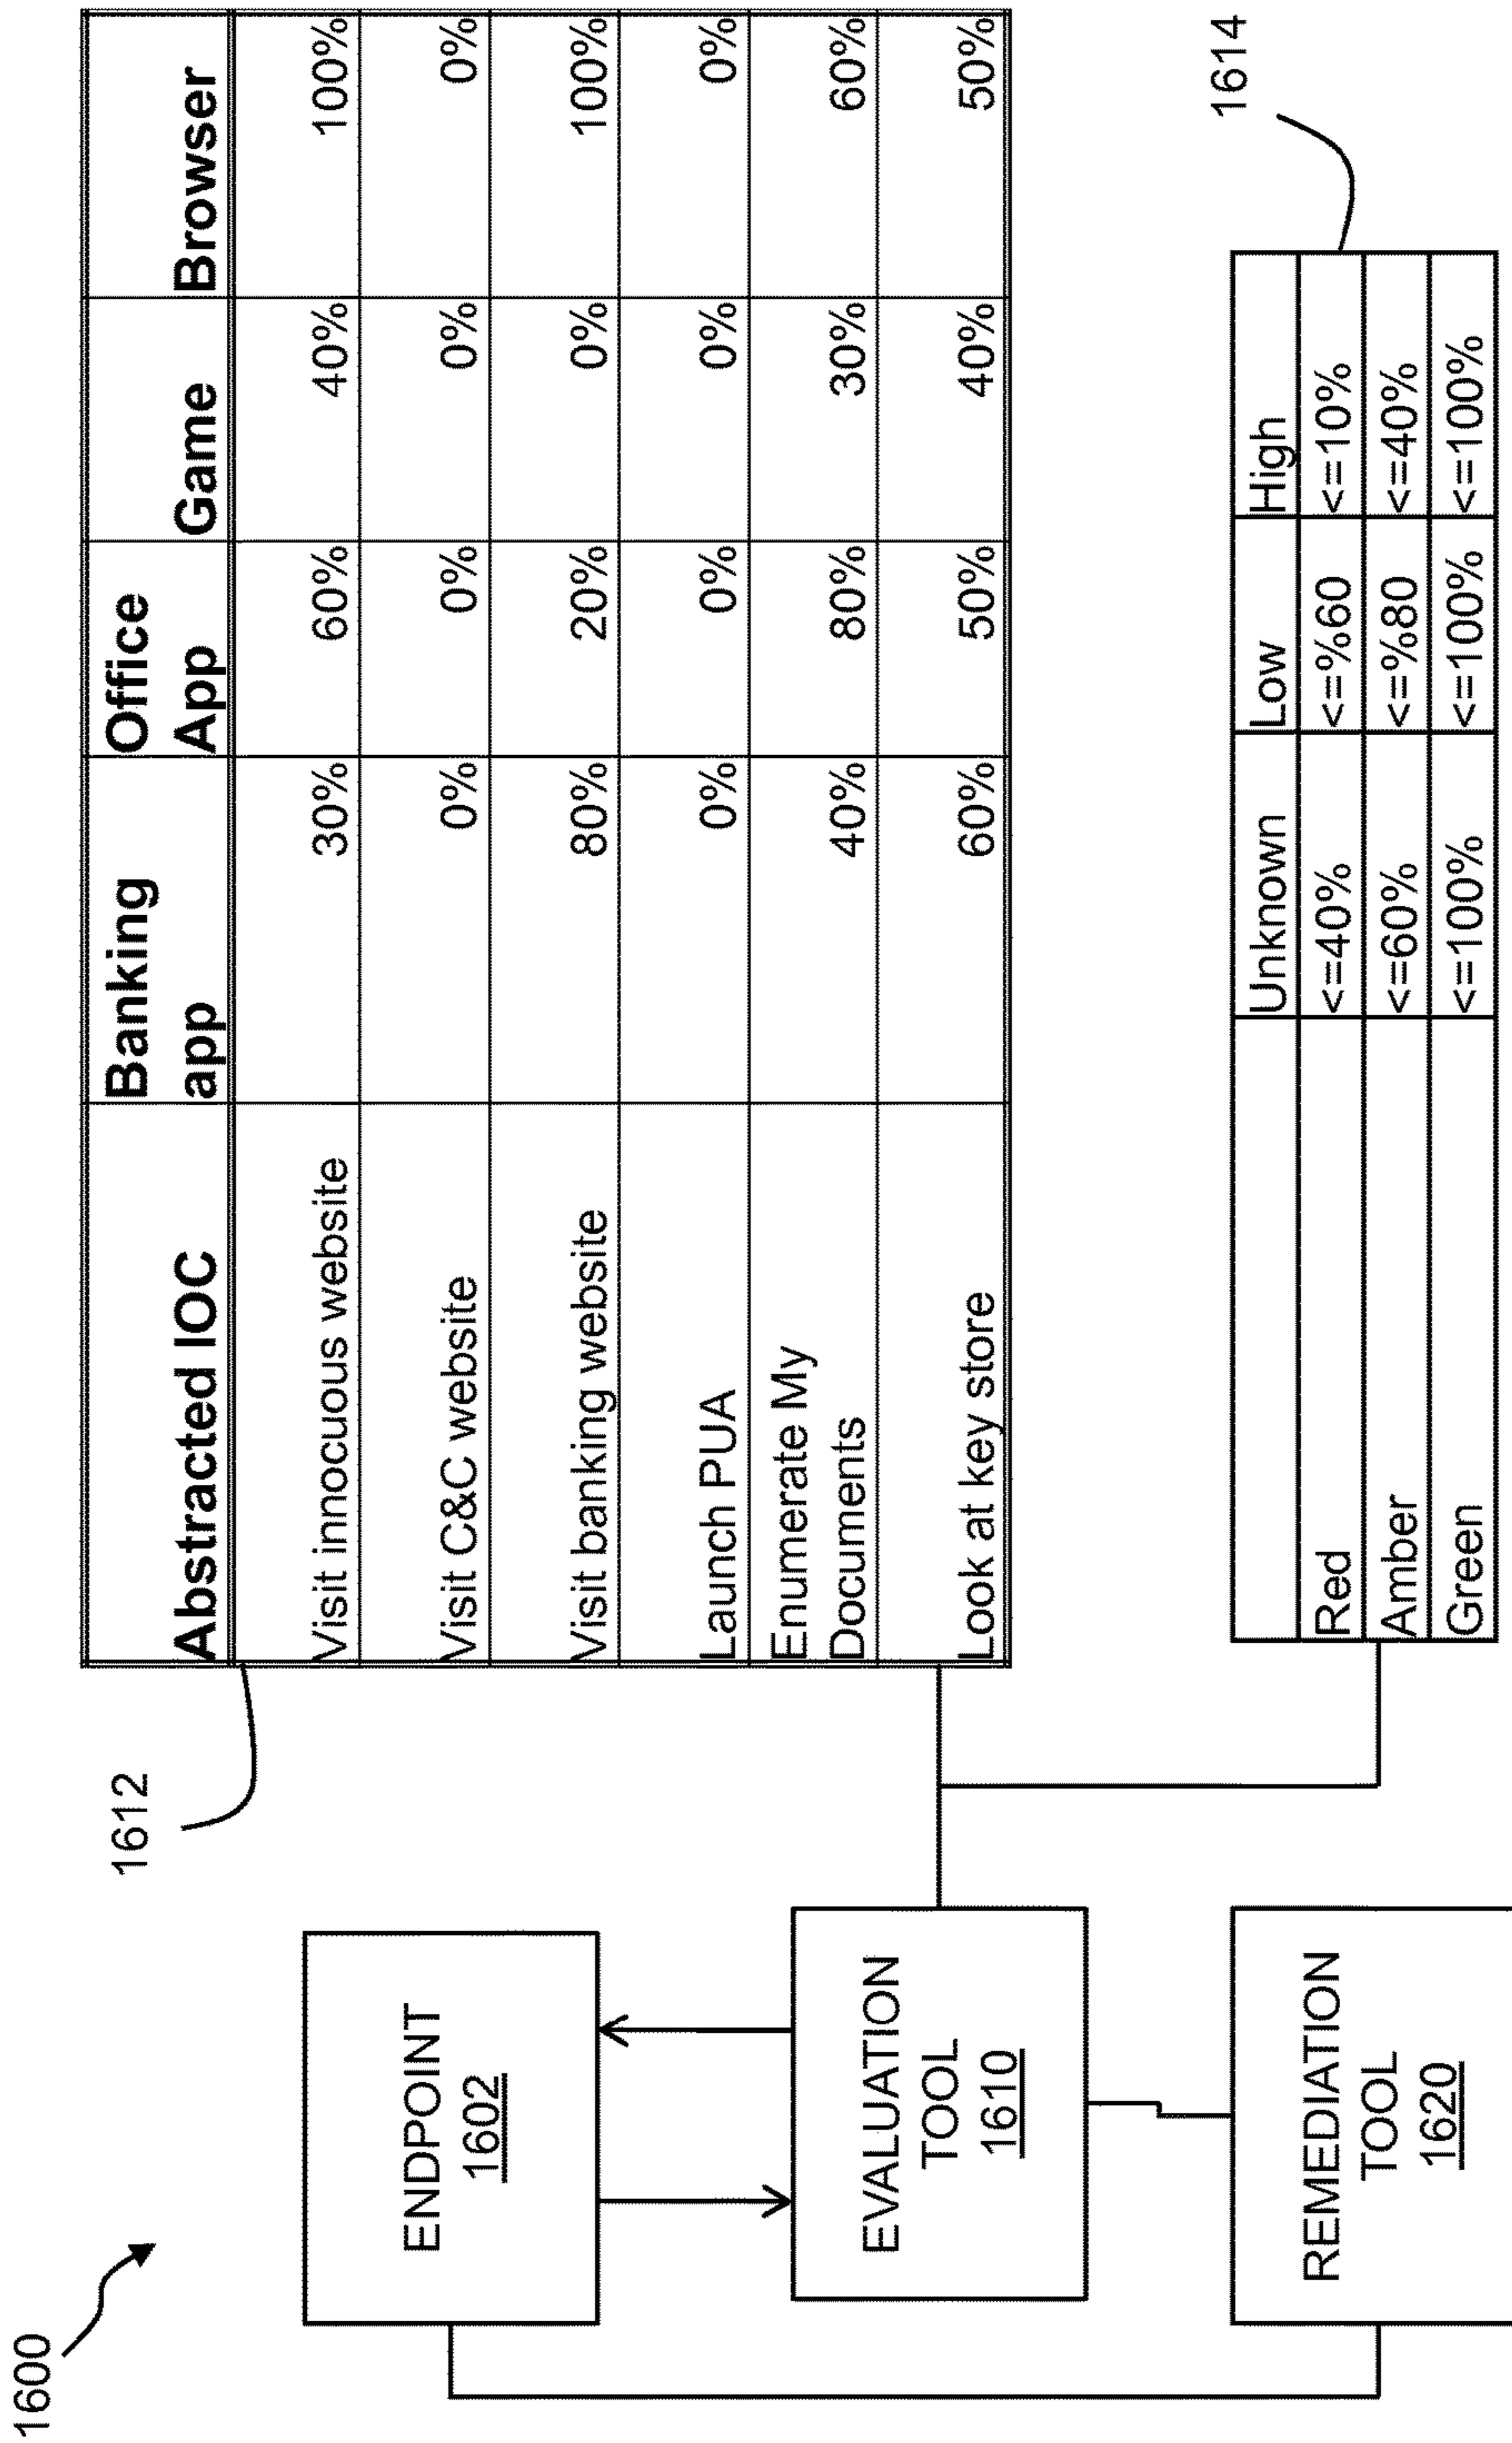 1600
ENDPOINT
1602
EVALUATION
TOOL
1610
REMEDIATION
TOOL
1620
1612
Abstracted IOC Banking app Office App Game Browser
Visit innocuous website 30% 60% 40% 100%
Visit C&C website 0% 0% 0% 0%
Visit banking website 80% 20% 0% 100%
Launch PUA 0% 0% 0% 0%
Enumerate My
Documents 40% 80% 30% 60%
Look at key store 60% 50% 40% 50%
1614
Unknown Low High
Red <=40% <=%60 <=10%
Amber <=60% <=%80 <=40%
Green <=100% <=100% <=100%